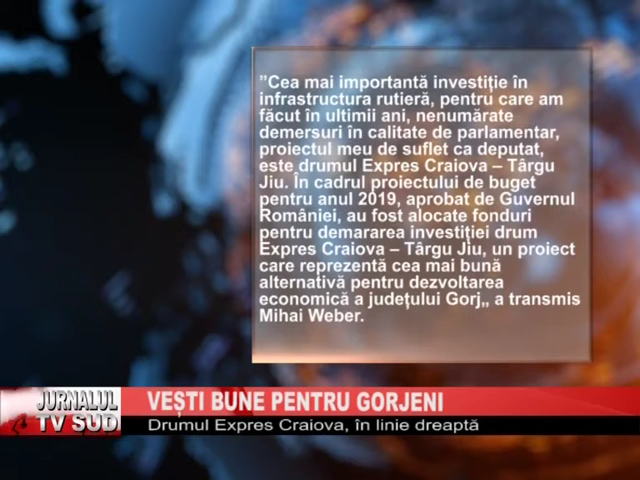 ”Cea mai importantă investiție în
infrastructura rutieră, pentru care am
făcut în ultimii ani, nenumărate
demersuri în calitate de parlamentar,
proiectul meu de suflet ca deputat,
este drumul Expres Craiova – Târgu
Jiu. În cadrul proiectului de buget
pentru anul 2019, aprobat de Guvernul
României, au fost alocate fonduri
pentru demararea investiției drum
Expres Craiova – Târgu Jiu, un proiect
care reprezentă cea mai bună
alternativă pentru dezvoltarea
economică a județului Gorj,, a transmis
Mihai Weber.
JURNALUL
TV SUD
VEȘTI BUNE PENTRU GORJENI
Drumul Expres Craiova, în linie dreaptă